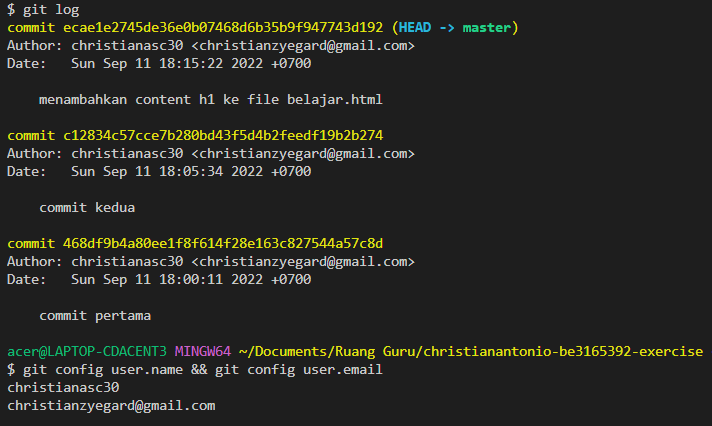 $ git log
commit ecae1e2745de36e0b07468d6b35b9f947743d192 (HEAD -> master)
Author: christianasc30 <christianzyegard@gmail.com>
Date:   Sun Sep 11 18:15:22 2022 +0700
    menambahkan content h1 ke file belajar.html
commit c12834c57cce7b280bd43f5d4b2feedf19b2b274
Author: christianasc30 <christianzyegard@gmail.com>
Date:   Sun Sep 11 18:05:34 2022 +0700
    commit kedua
commit 468df9b4a80ee1f8f614f28e163c827544a57c8d
Author: christianasc30 <christianzyegard@gmail.com>
Date:   Sun Sep 11 18:00:11 2022 +0700
    commit pertama
acer@LAPTOP-CDACENT3 MINGW64 ~/Documents/Ruang Guru/christianantonio-be3165392-exercise
$ git config user.name && git config user.email
christianasc30
christianzyegard@gmail.com